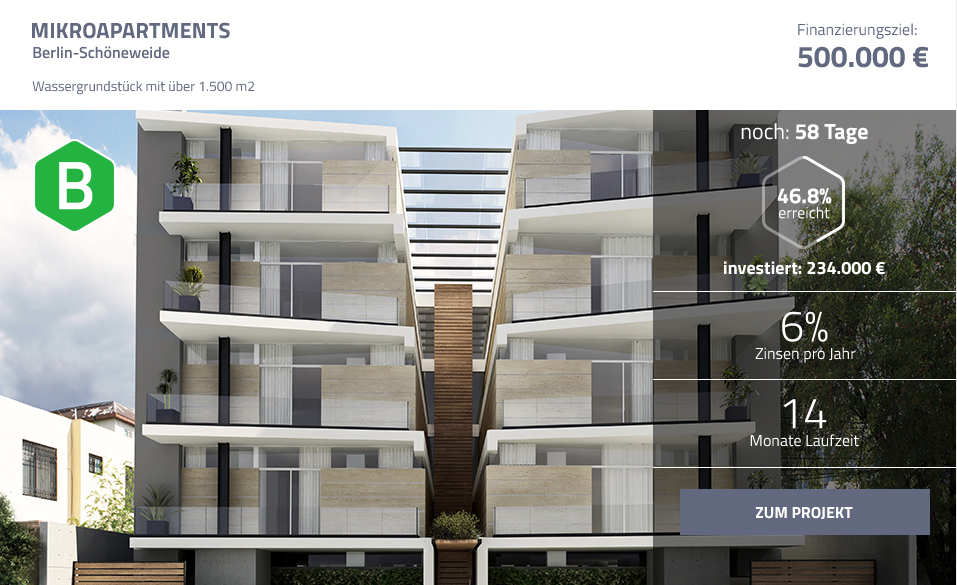 MIKROAPARTMENTS
Berlin-Schöneweide
Wassergrundstück mit über 1.500 m2
Finanzierungsziel:
500.000 €
B
noch: 58 Tage
46.8%
erreicht
investiert: 234.000 €
6%
Zinsen pro Jahr
14
Monate Laufzeit
ZUM PROJEKT